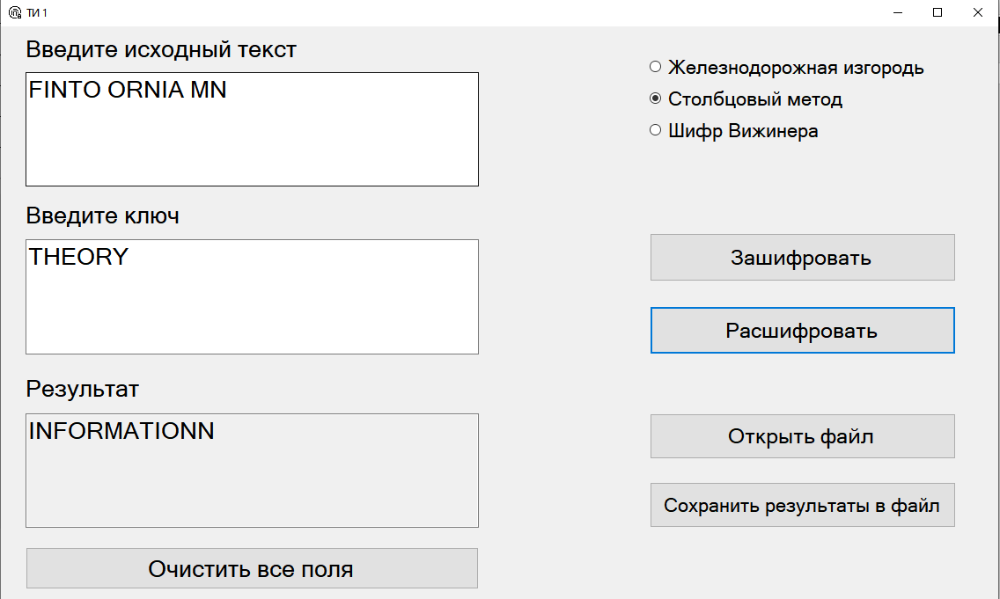 ТИ 1
Введите исходный текст
FINTO ORNIA MN
Введите ключ
THEORY
Результат
INFORMATIONN
Очистить все поля
Железнодорожная изгородь
Столбцовый метод
Шифр Вижинера
Зашифровать
Расшифровать
Открыть файл
Сохранить результаты в файл